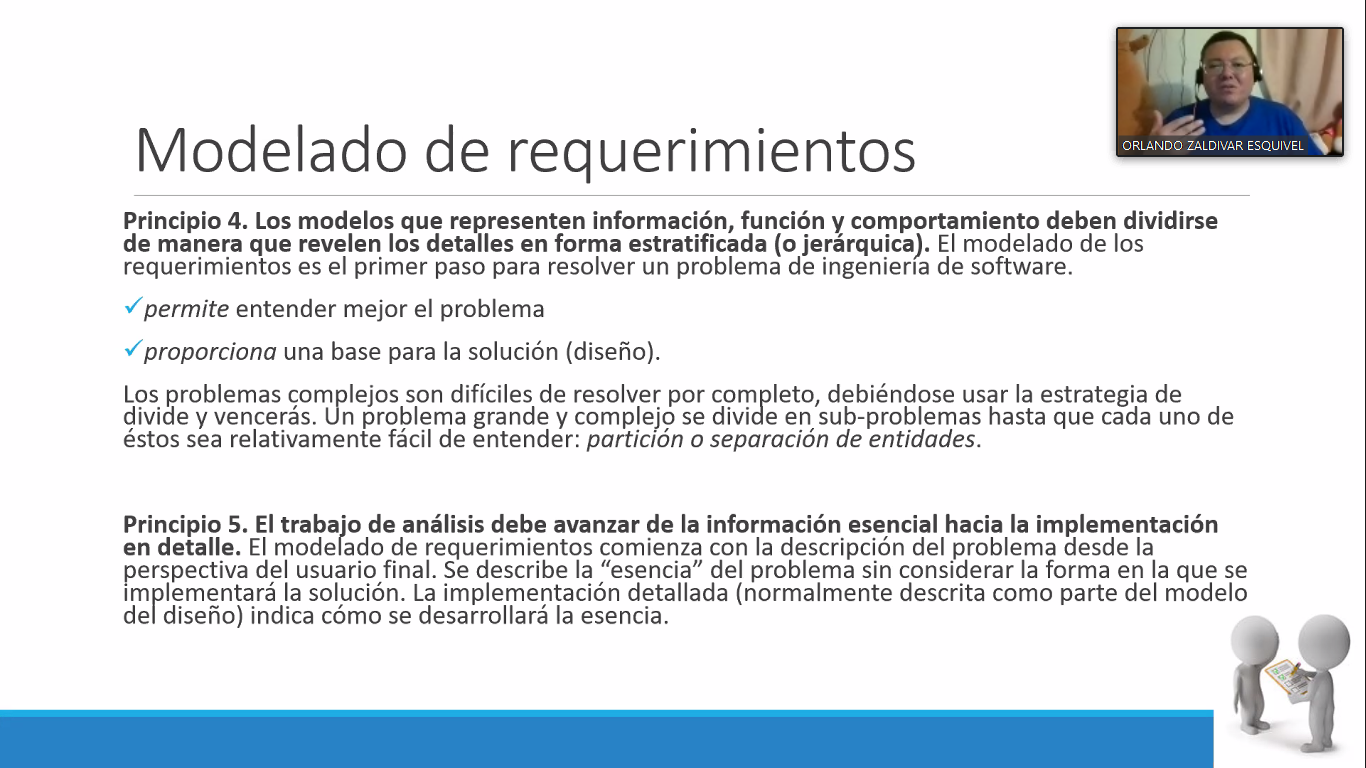 Modelado de requerimientos
ORLANDO ZALDIVAR ESQUIVEL
Principio 4. Los modelos que representen información, función y comportamiento deben dividirse
de manera que revelen los detalles en forma estratificada (o jerárquica). El modelado de los
requerimientos es el primer paso para resolver un problema de ingeniería de software.
✓permite entender mejor el problema
✓proporciona una base para la solución (diseño).
Los problemas complejos son difíciles de resolver por completo, debiéndose usar la estrategia de
divide y vencerás. Un problema grande y complejo se divide en sub-problemas hasta que cada uno de
éstos sea relativamente fácil de entender: partición o separación de entidades.
Principio 5. El trabajo de análisis debe avanzar de la información esencial hacia la implementación
en detalle. El modelado de requerimientos comienza con la descripción del problema desde la
perspectiva del usuario final. Se describe la “esencia” del problema sin considerar la forma en la que se
implementará la solución. La implementación detallada (normalmente descrita como parte del modelo
del diseño) indica cómo se desarrollará la esencia.